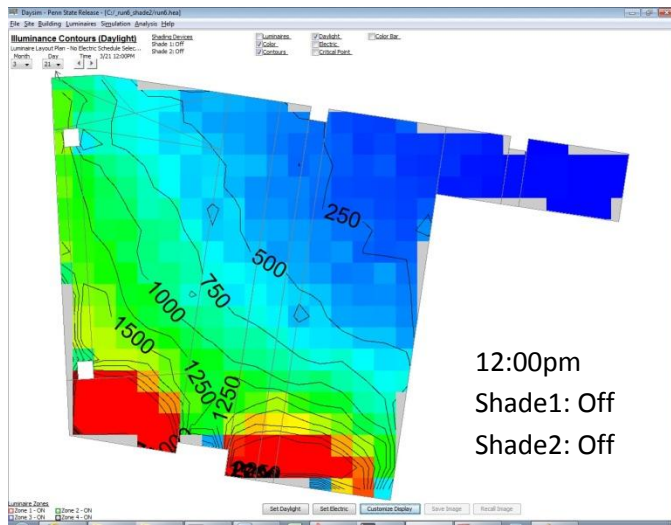 Daysim - Penn State Release - [C:/_run6_shade2/run6.hea]
File Site Building Luminaires Simulation Analysis Help
Illuminance Contours (Daylight)
Luminaire Layout Plan - No Electric Schedule Selec...
Month Day Time 3/21 12:00PM
3 21
Shading Devices
Shade 1: Off
Shade 2: Off
Luminaires Daylight Color Bar
Color Electric
Contours Critical Point
250
500
750
1000
1500
1250
1250
12:00pm
Shade1: Off
Shade2: Off
Luminaire Zones
Zone 1 - ON Zone 2 - ON
Zone 3 - ON Zone 4 - ON
Set Daylight Set Electric Customize Display Save Image Recall Image